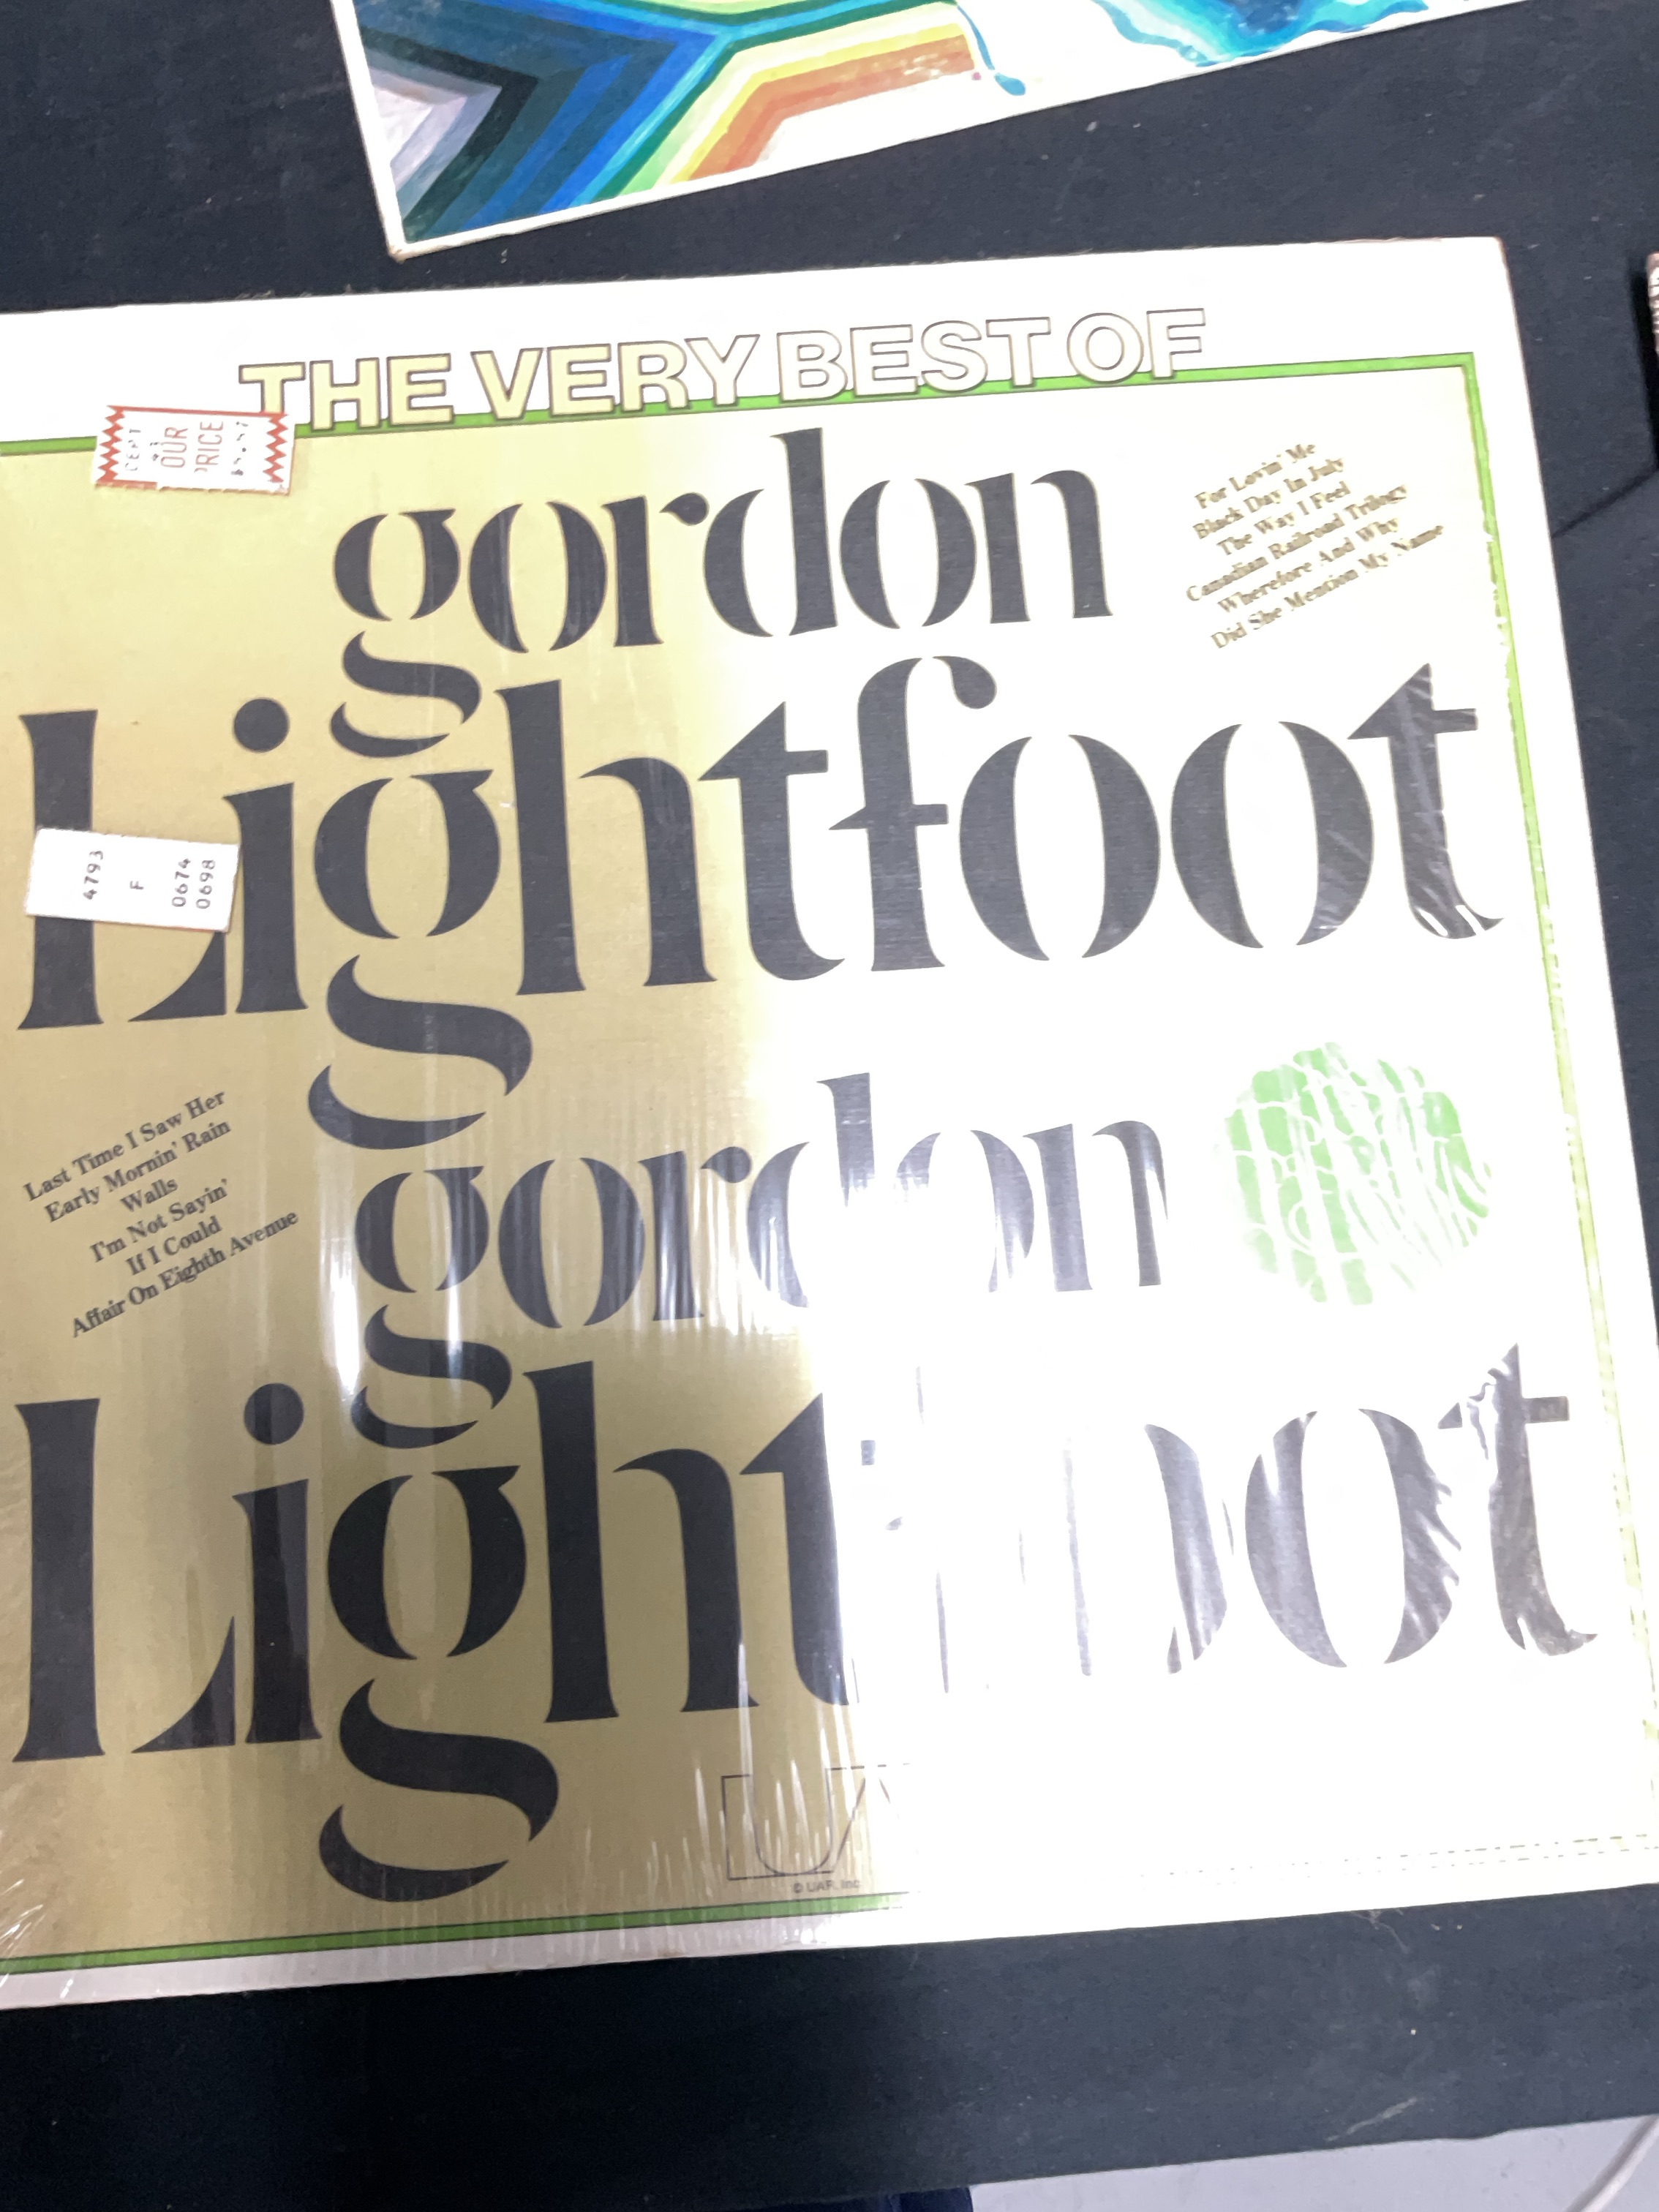 THE VERY BEST OF
OUR
gordon
Lightfoot
For Lovin' Me
Black Day In July
The Way I Feel
Canadian Railroad Trilogy
Wherefore And Why
Did She Mention My Name
4793
F
0674
0698
gordon
Lightfoot
Last Time I Saw Her
Early Mornin' Rain
Walls
I'm Not Sayin'
If I Could
Affair On Eighth Avenue
© UAR, Inc